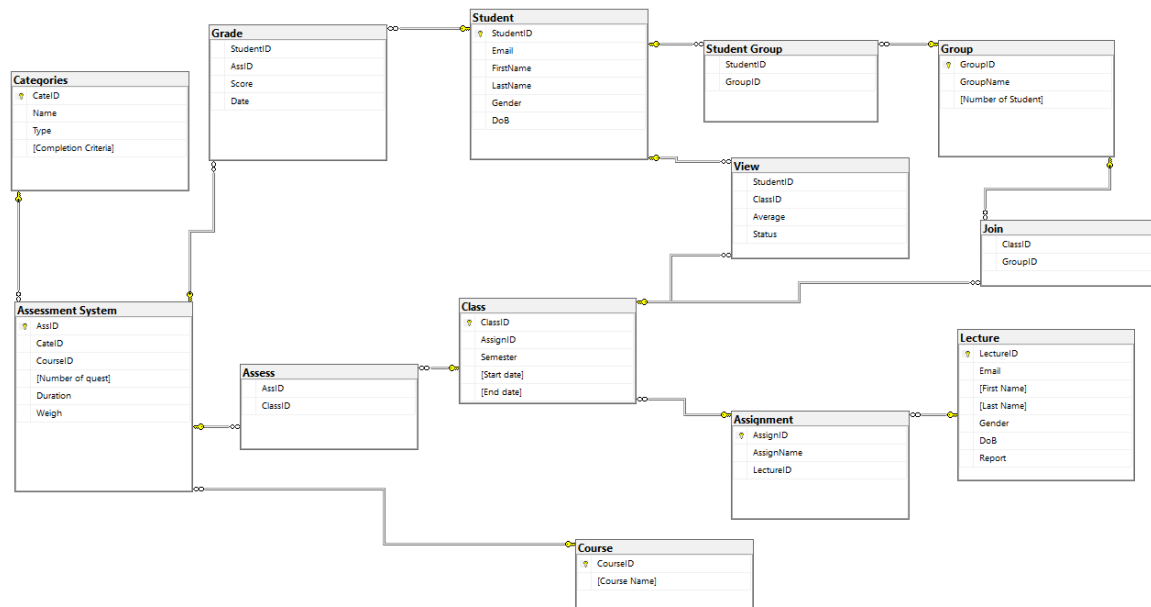 Student
StudentID
Email
FirstName
LastName
Gender
DoB
Grade
StudentID
AssID
Score
Date
Student Group
StudentID
GroupID
Group
GroupID
GroupName
[Number of Student]
Categories
CateID
Name
Type
[Completion Criteria]
View
StudentID
ClassID
Average
Status
Join
ClassID
GroupID
Assessment System
AssID
CateID
CourseID
[Number of quest]
Duration
Weigh
Class
ClassID
AssignID
Semester
[Start date]
[End date]
Lecture
LectureID
Email
[First Name]
[Last Name]
Gender
DoB
Report
Assess
AssID
ClassID
Assignment
AssignID
AssignName
LectureID
Course
CourseID
[Course Name]